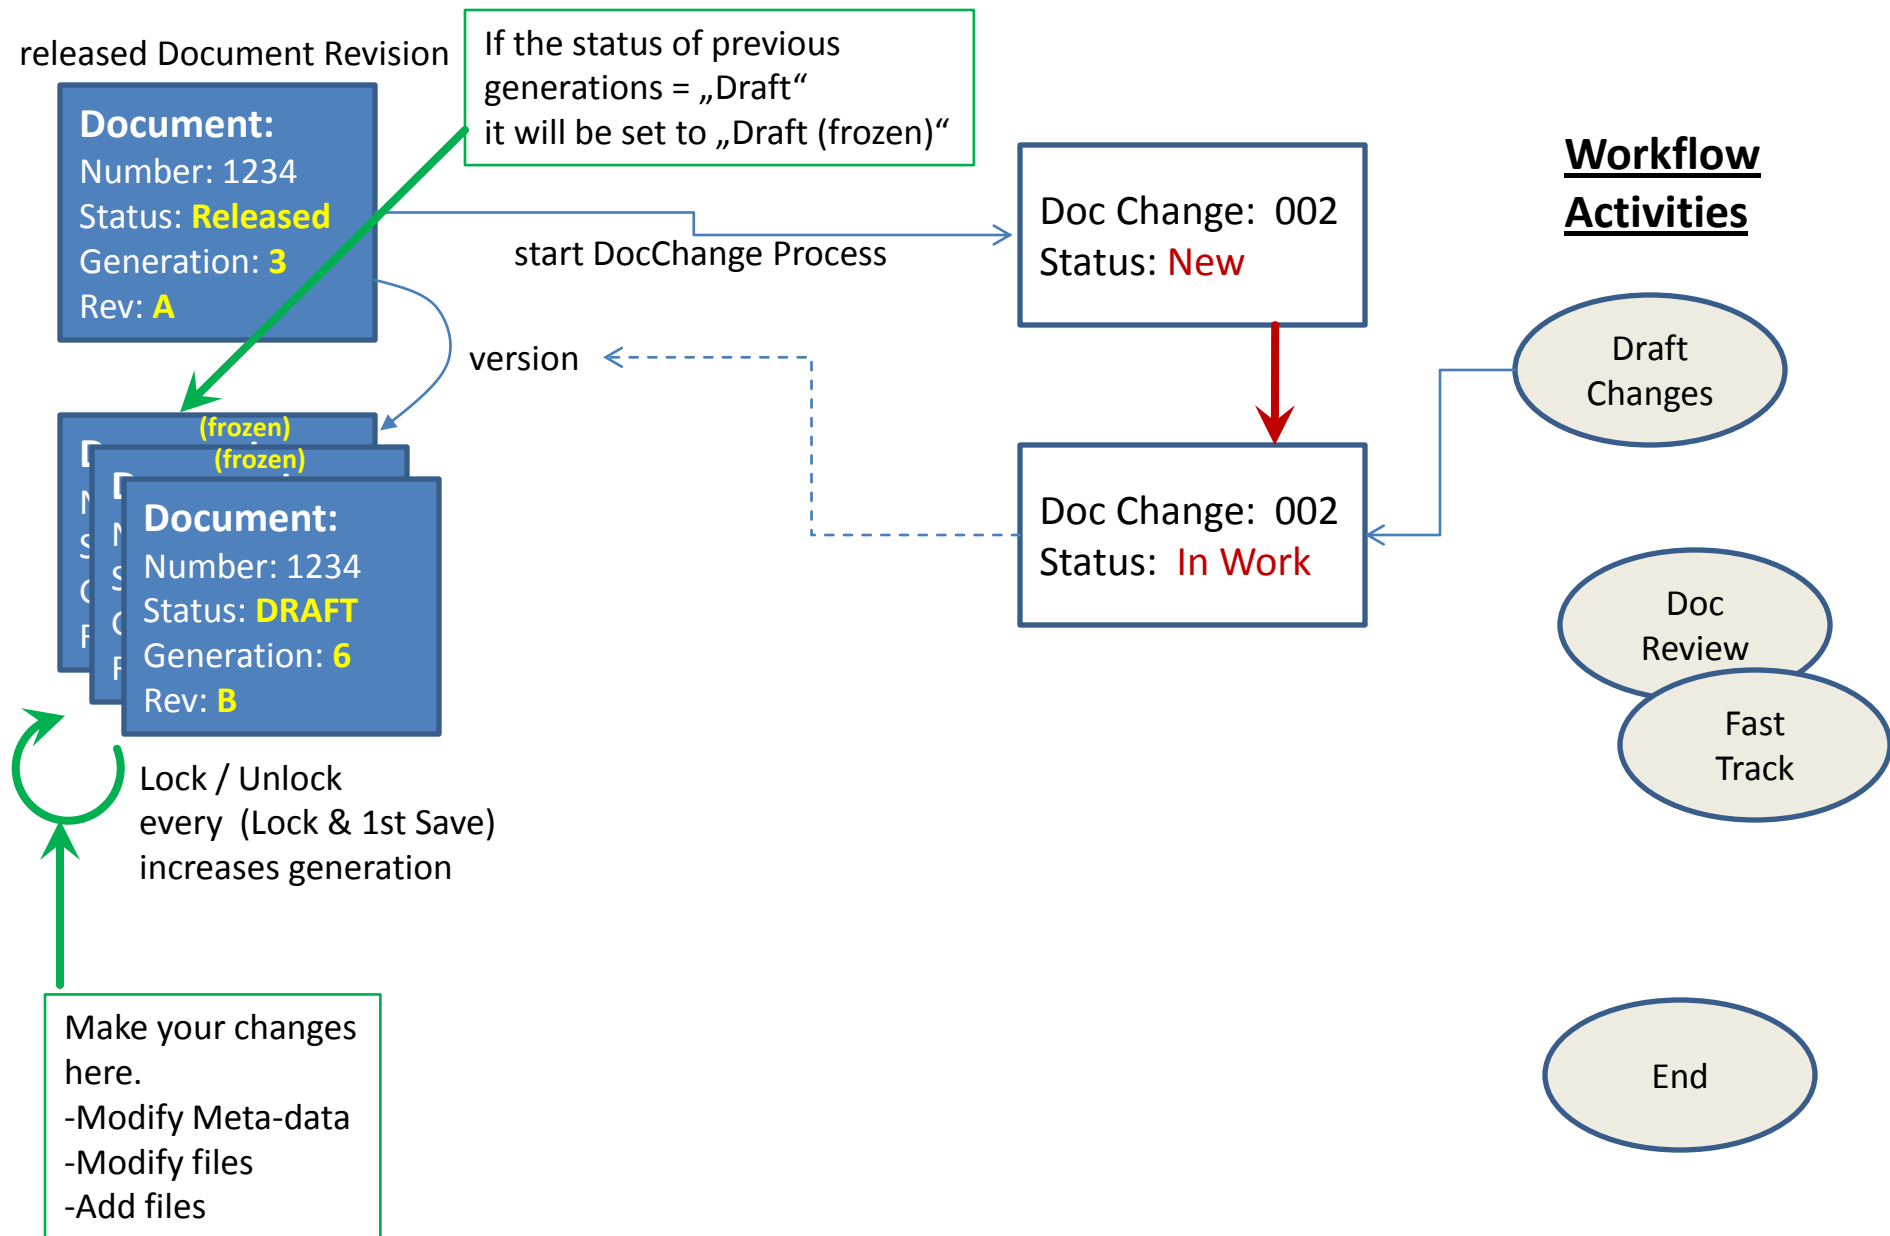 released Document Revision
If the status of previous
generations = „Draft“
it will be set to „Draft (frozen)“
Document:
Number: 1234
Status: Released
Generation: 3
Rev: A
start DocChange Process
Doc Change:  002
Status: New
Workflow
Activities
version
Draft
Changes
(frozen)
(frozen)
Document:
Number: 1234
Status: DRAFT
Generation: 6
Rev: B
Doc Change:  002
Status:  In Work
Doc
Review
Fast
Track
Lock / Unlock
every  (Lock & 1st Save)
increases generation
Make your changes
here.
-Modify Meta-data
-Modify files
-Add files
End